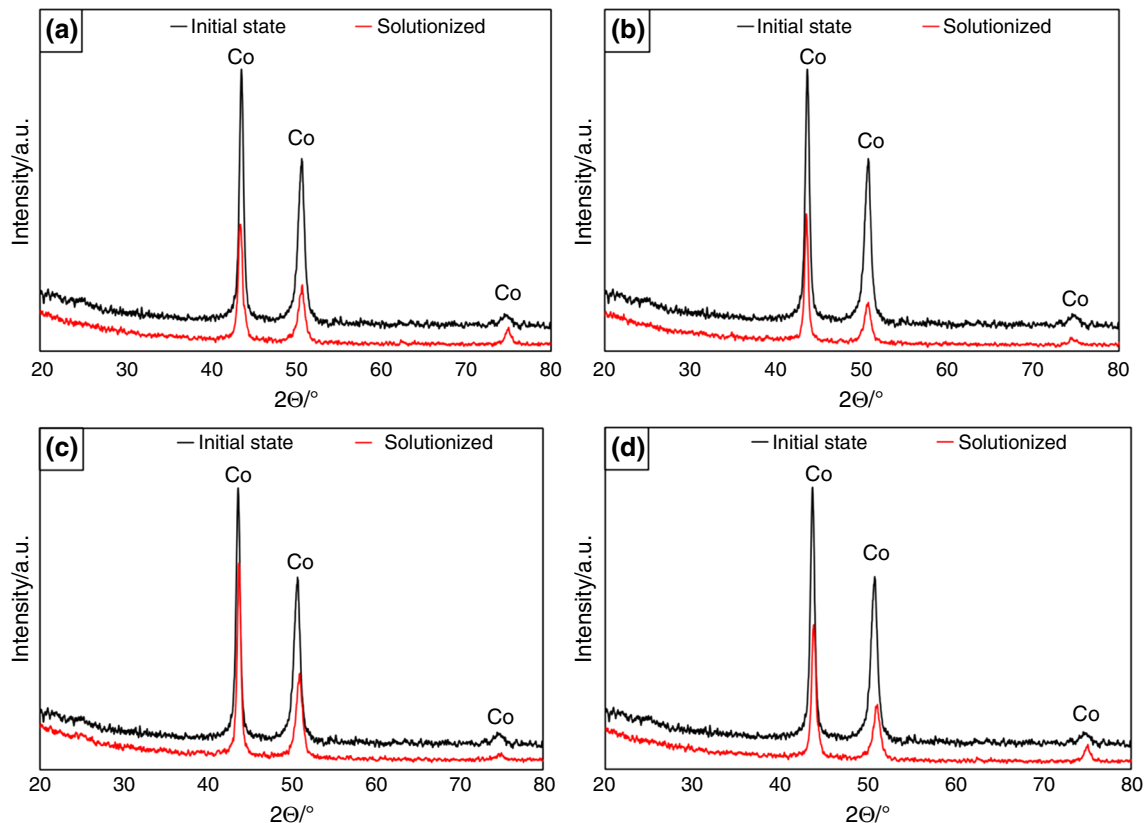 (a)
Initial state
Solutionized
Co
Co
Co
Intensity/a.u.
20 30 40 50 60 70 80
2Θ/°
(b)
Initial state
Solutionized
Co
Co
Co
Intensity/a.u.
20 30 40 50 60 70 80
2Θ/°
(c)
Initial state
Solutionized
Co
Co
Co
Intensity/a.u.
20 30 40 50 60 70 80
2Θ/°
(d)
Initial state
Solutionized
Co
Co
Co
Intensity/a.u.
20 30 40 50 60 70 80
2Θ/°